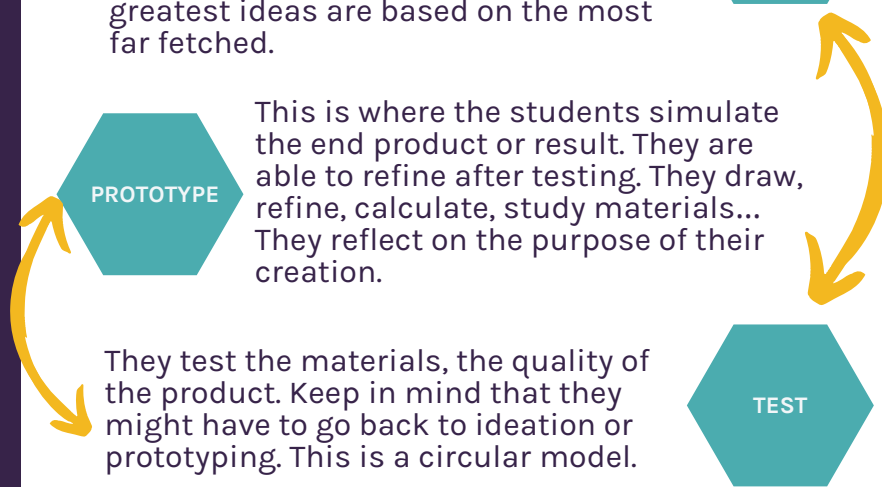 greatest ideas are based on the most
far fetched.
PROTOTYPE
This is where the students simulate
the end product or result. They are
able to refine after testing. They draw,
refine, calculate, study materials...
They reflect on the purpose of their
creation.
They test the materials, the quality of
the product. Keep in mind that they
might have to go back to ideation or
prototyping. This is a circular model.
TEST